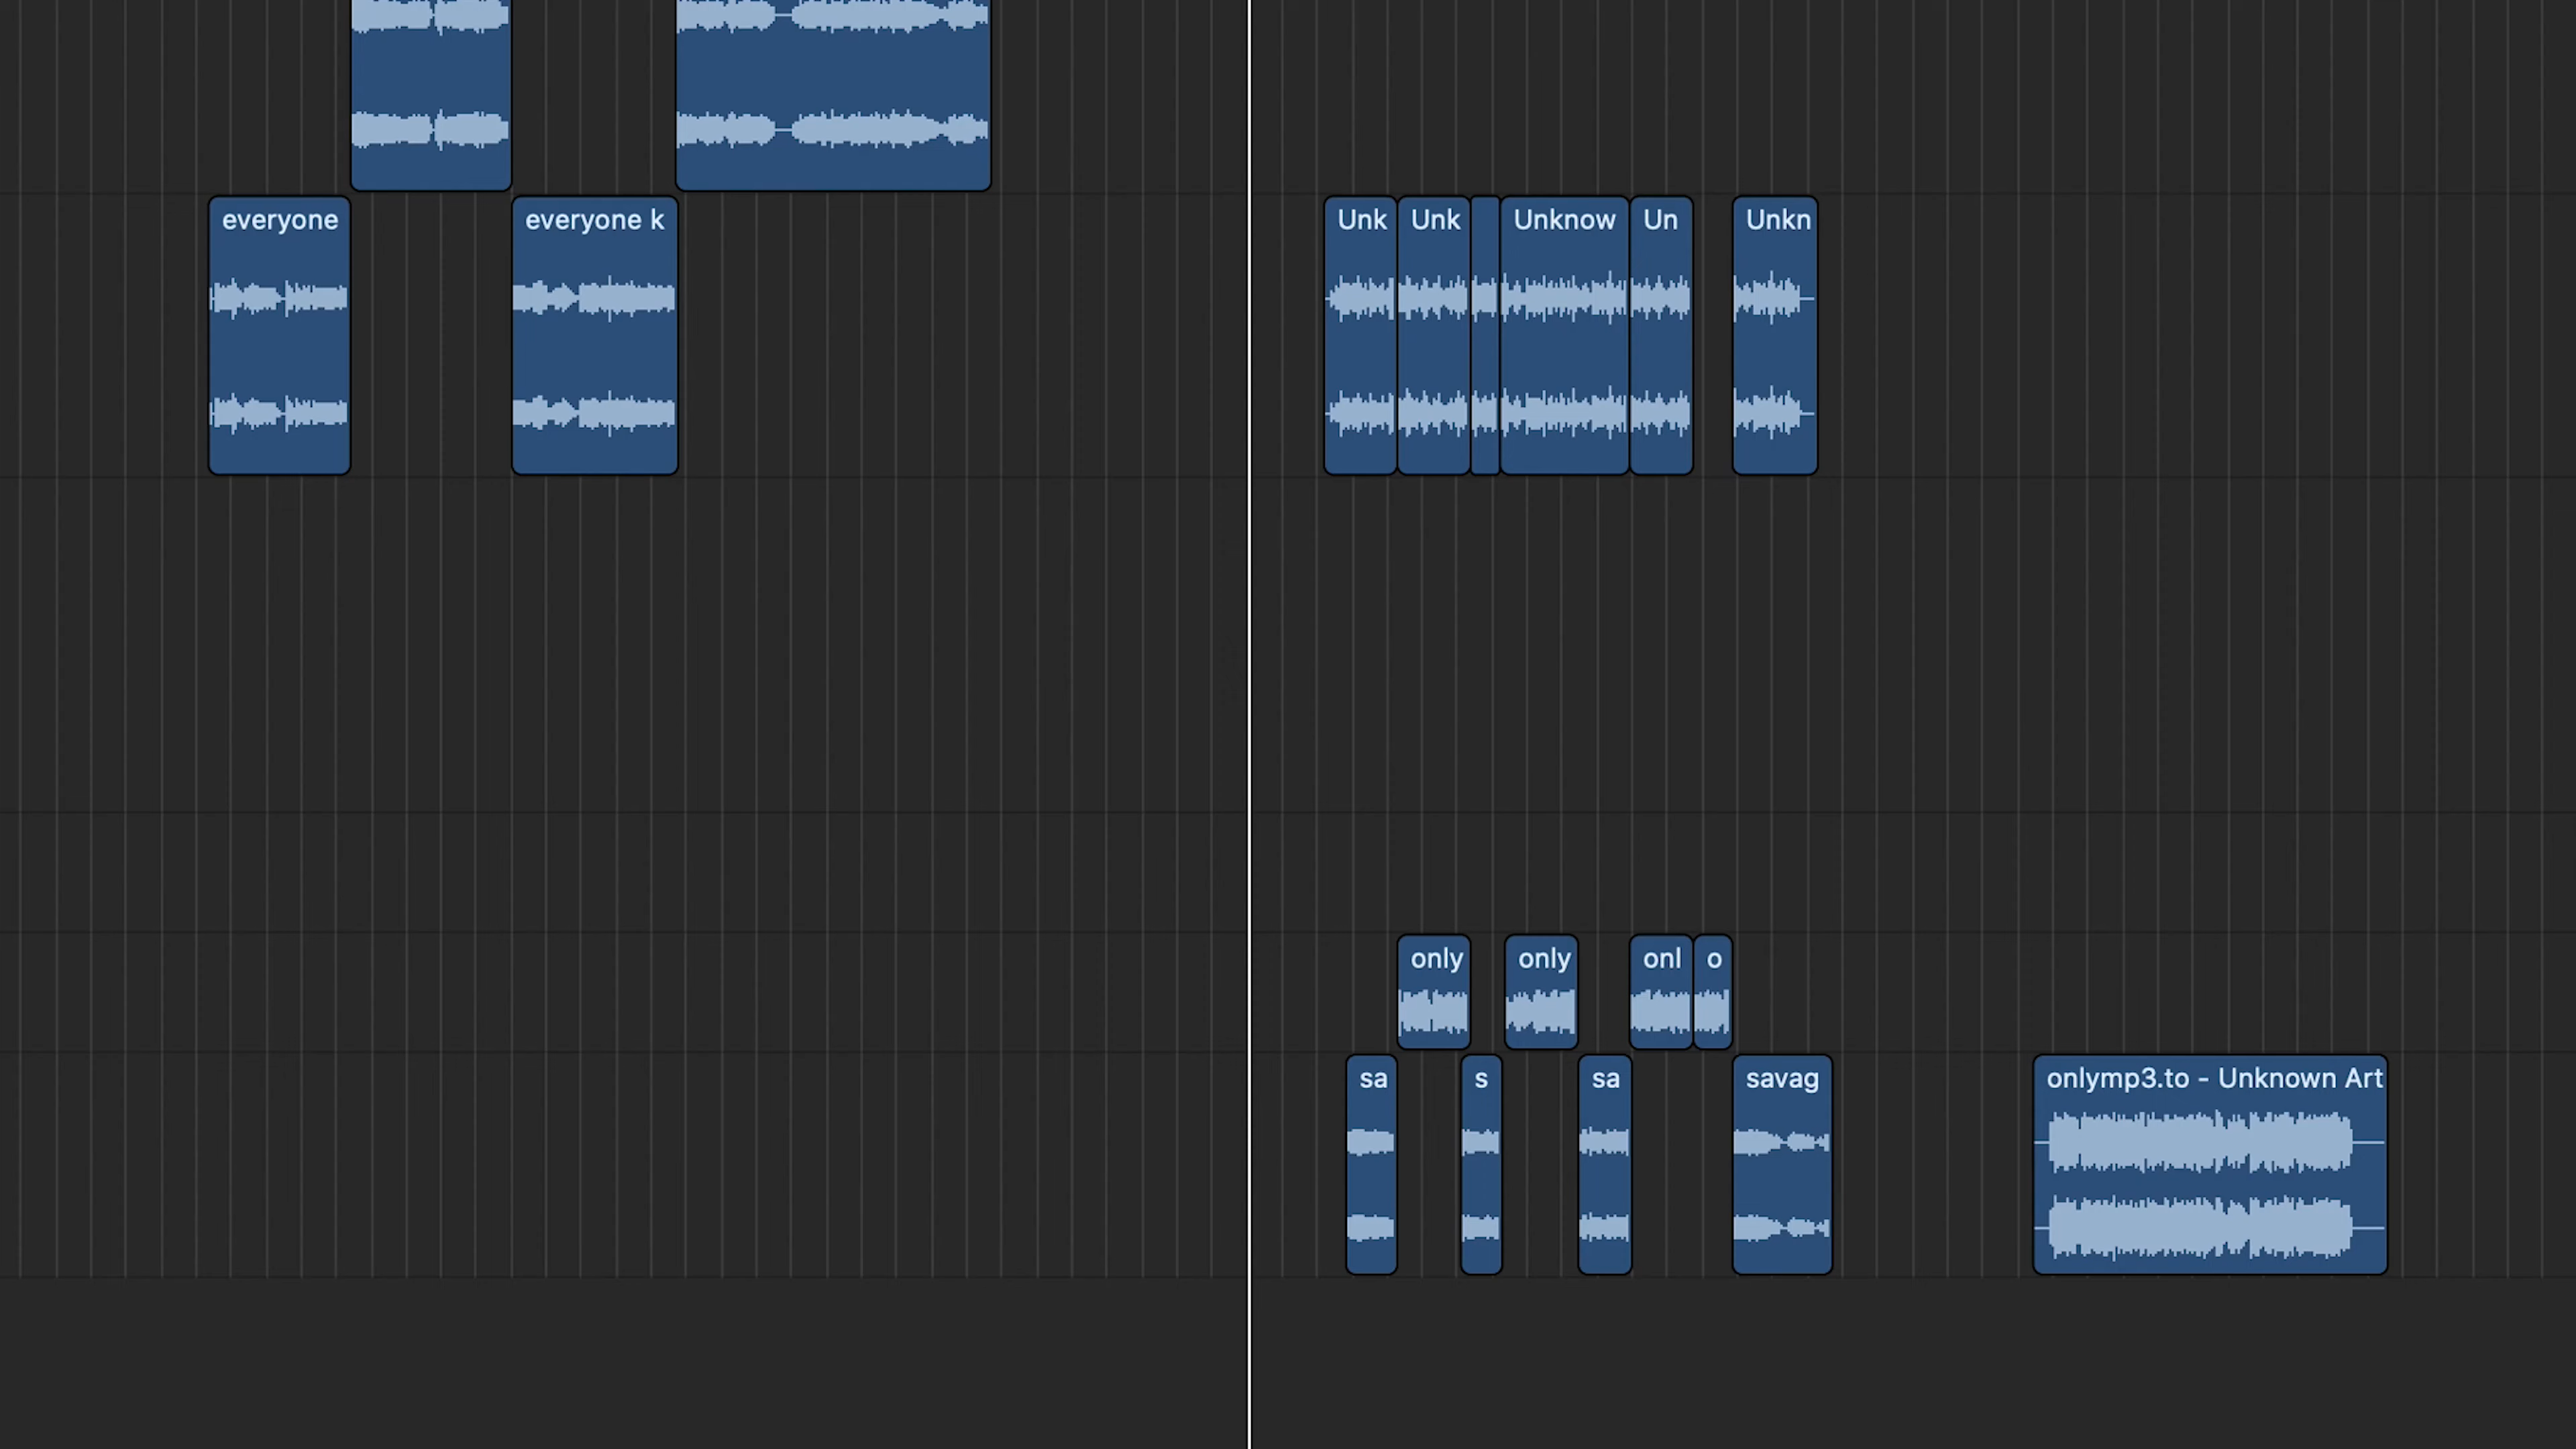 everyone
everyone k
Unk
Unk
Unknow
Un
Unkn
only
only
onl
o
sa
s
sa
savag
onlymp3.to - Unknown Art